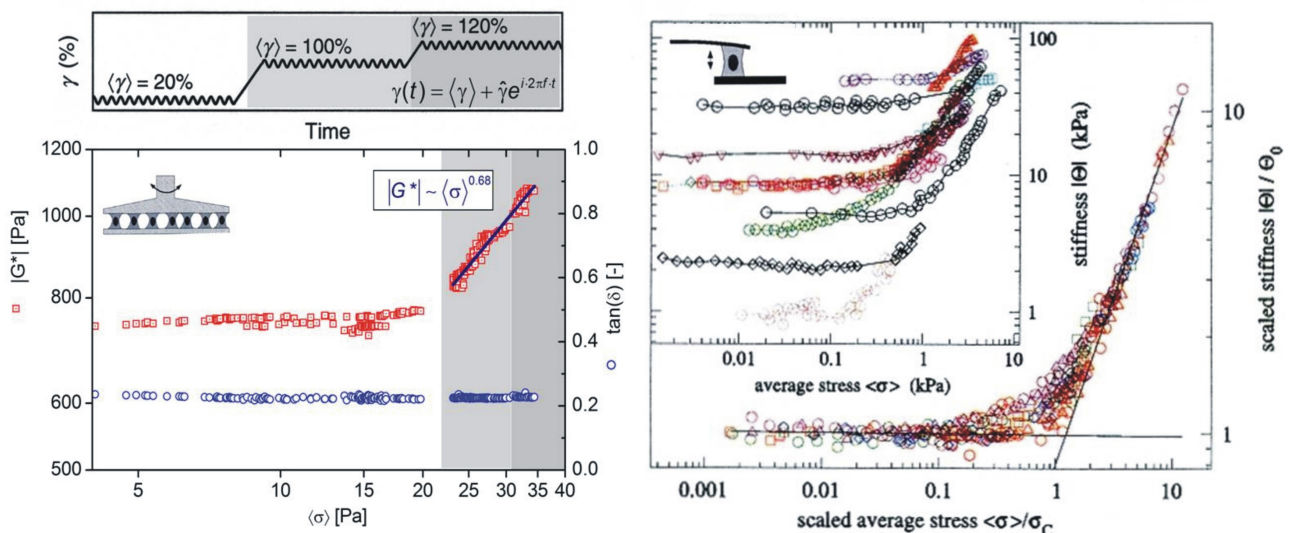 γ (%)
⟨γ⟩ = 20%
⟨γ⟩ = 100%
⟨γ⟩ = 120%
γ(t) = ⟨γ⟩ + γ̂e^{i·2πf·t}
Time
1200
1000
800
600
500
|G*| [Pa]
|G*| ~ ⟨σ⟩^0.68
1.0
0.8
0.6
0.4
0.2
0.0
tan(δ) [-]
5 10 15 20 25 30 35 40
⟨σ⟩ [Pa]
100
10
1
stiffness |Θ| (kPa)
0.01 0.1 1 10
average stress <σ> (kPa)
10
1
scaled stiffness |Θ| / Θ₀
0.001 0.01 0.1 1 10
scaled average stress <σ>/σ_C